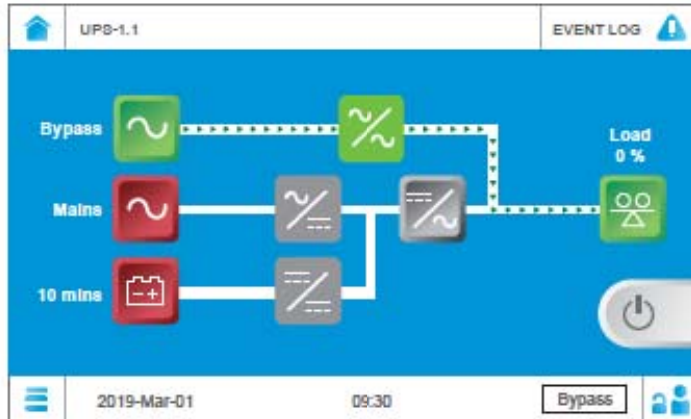 UPS-1.1
EVENT LOG
Bypass
Load
0 %
Mains
10 mins
2019-Mar-01
09:30
Bypass